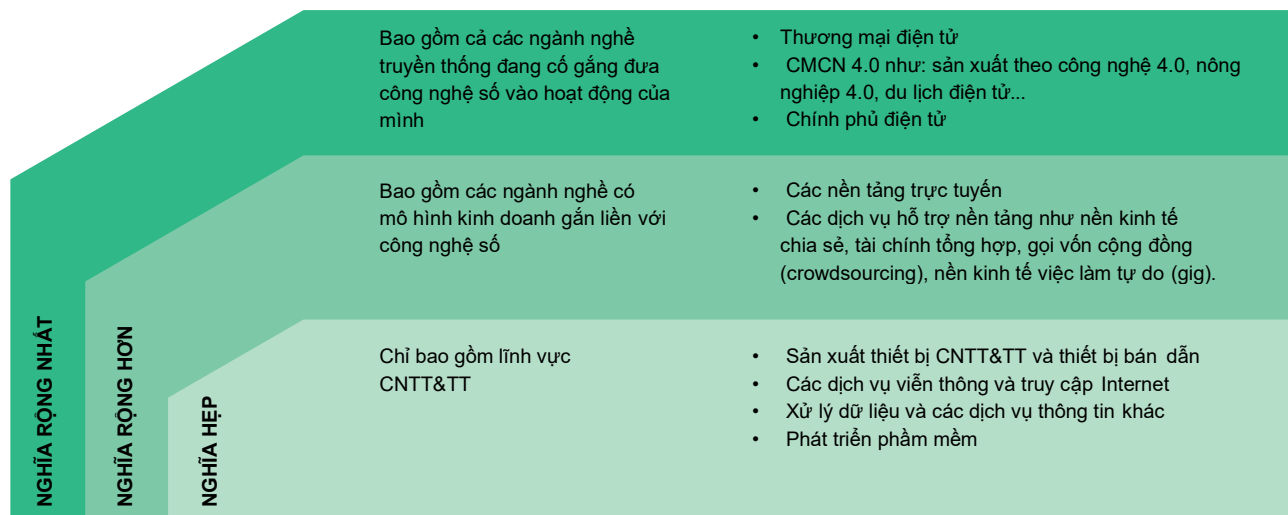 Bao gồm cả các ngành nghề
truyền thống đang cố gắng đưa
công nghệ số vào hoạt động của
mình
• Thương mại điện tử
• CMCN 4.0 như: sản xuất theo công nghệ 4.0, nông
nghiệp 4.0, du lịch điện tử...
• Chính phủ điện tử
Bao gồm các ngành nghề có
mô hình kinh doanh gắn liền với
công nghệ số
• Các nền tảng trực tuyến
• Các dịch vụ hỗ trợ nền tảng như nền kinh tế
chia sẻ, tài chính tổng hợp, gọi vốn cộng đồng
(crowdsourcing), nền kinh tế việc làm tự do (gig).
Chỉ bao gồm lĩnh vực
CNTT&TT
• Sản xuất thiết bị CNTT&TT và thiết bị bán dẫn
• Các dịch vụ viễn thông và truy cập Internet
• Xử lý dữ liệu và các dịch vụ thông tin khác
• Phát triển phầm mềm
NGHĨA RỘNG NHẤT
NGHĨA RỘNG HƠN
NGHĨA HẸP